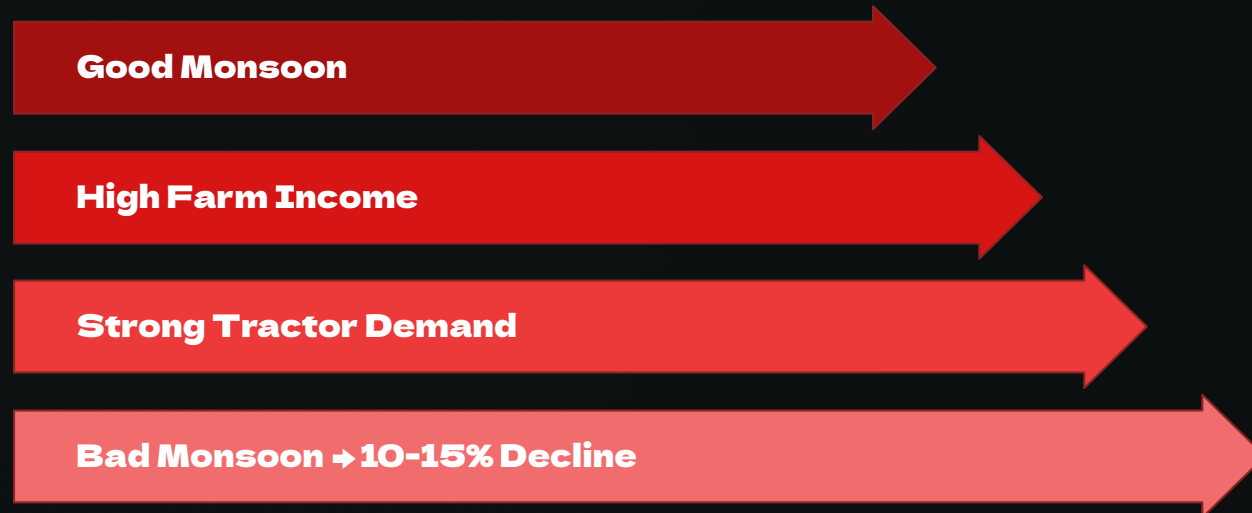 Good Monsoon
High Farm Income
Strong Tractor Demand
Bad Monsoon → 10-15% Decline